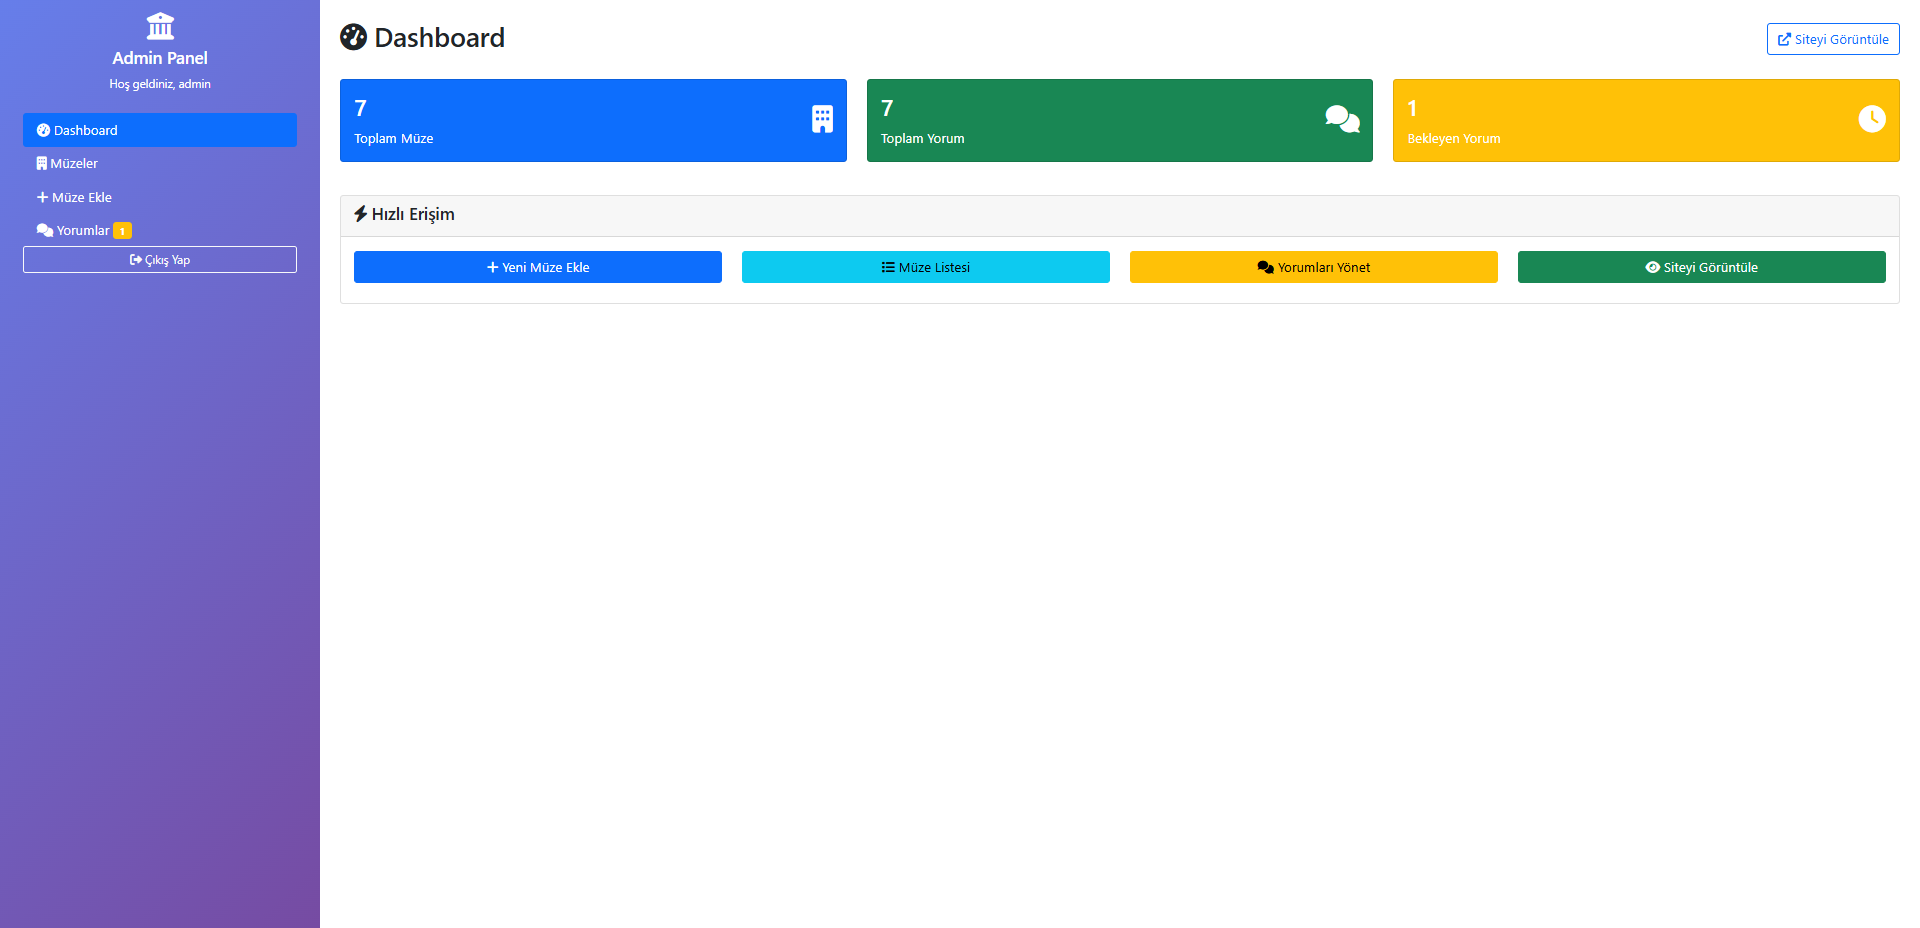 Admin Panel
Hoş geldiniz, admin
Dashboard
Müzeler
Müze Ekle
Yorumlar 1
Çıkış Yap
Dashboard
Siteyi Görüntüle
7
Toplam Müze
7
Toplam Yorum
1
Bekleyen Yorum
Hızlı Erişim
Yeni Müze Ekle
Müze Listesi
Yorumları Yönet
Siteyi Görüntüle